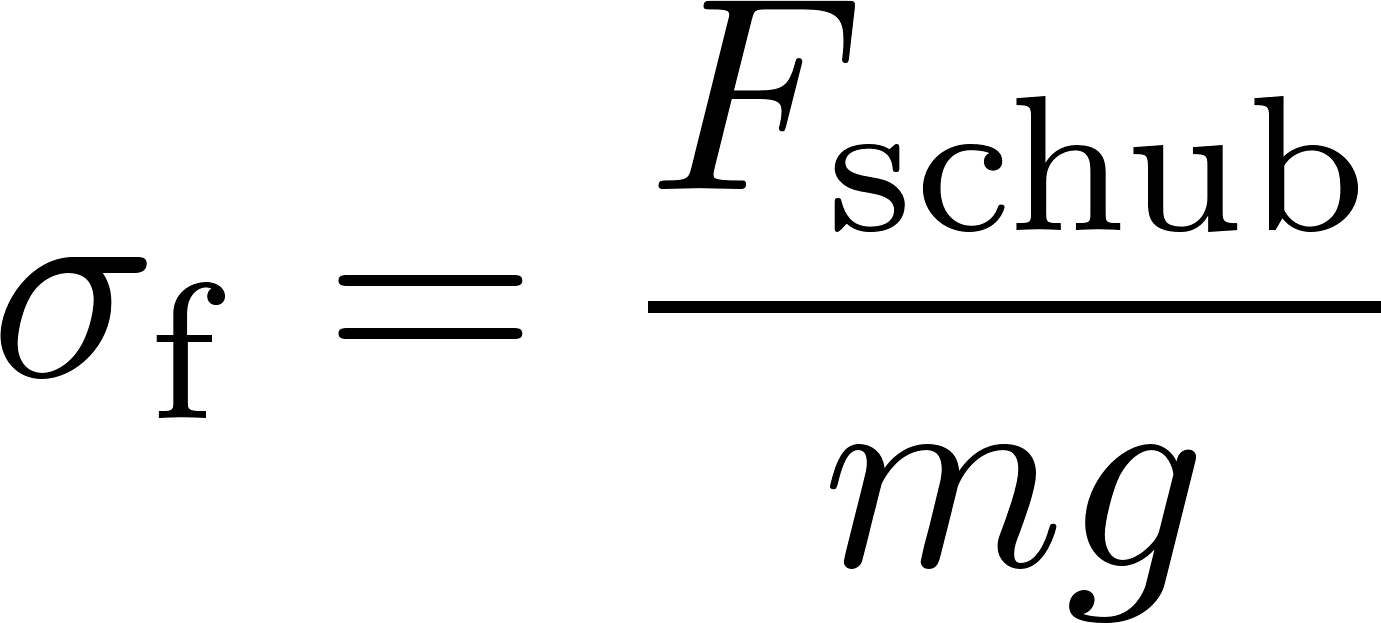 σ_f = F_schub / mg